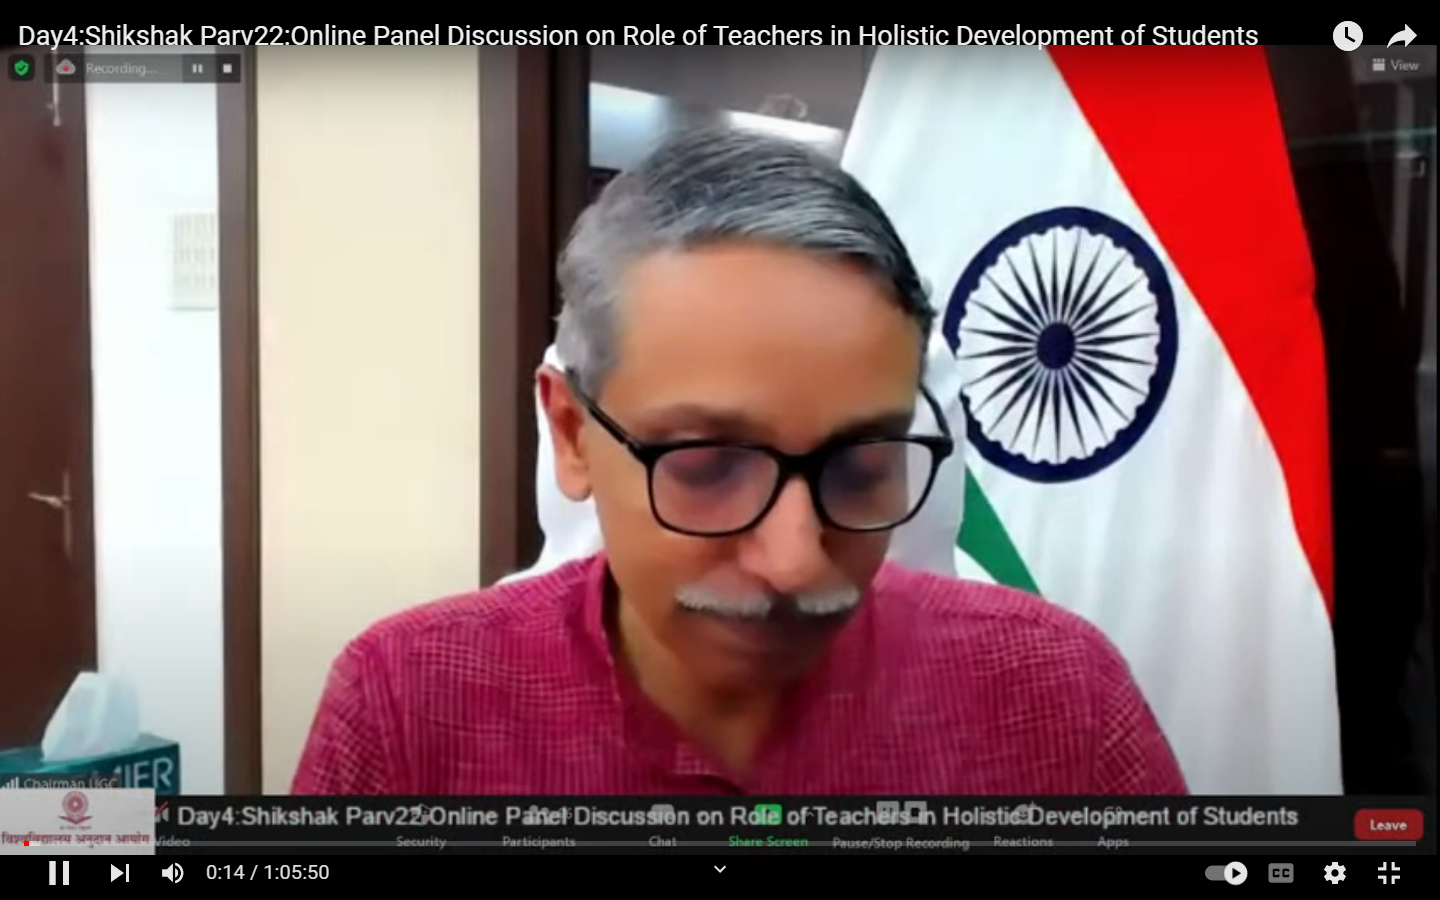 Day4:Shikshak Parv22:Online Panel Discussion on Role of Teachers in Holistic Development of Students
Recording...
View
Chairman UGC
Day4:Shikshak Parv22:Online Panel Discussion on Role of Teachers in Holistic Development of Students
विश्वविद्यालय अनुदान आयोग
Video
Security
Participants
Chat
Share Screen
Pause/Stop Recording
Reactions
Apps
Leave
0:14 / 1:05:50
CC